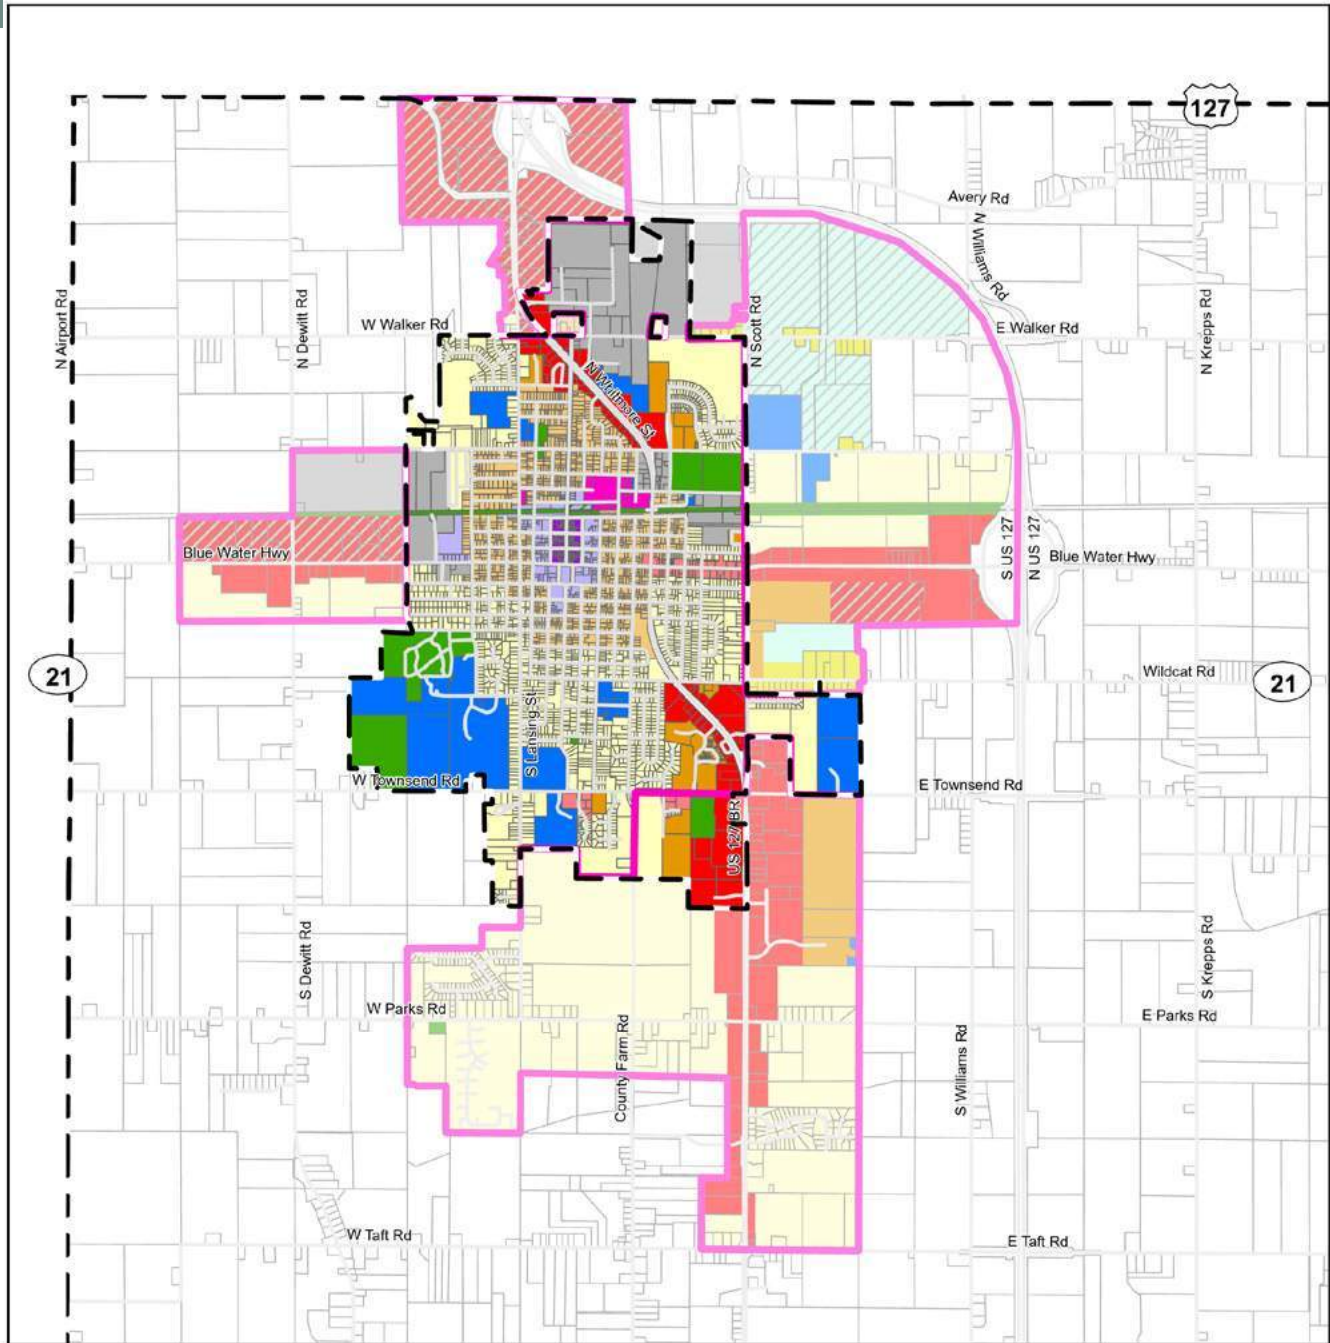 127
Avery Rd
N Williams Rd
N Airport Rd
N Dewitt Rd
W Walker Rd
N Scott Rd
E Walker Rd
N Krepps Rd
N Whitmore St
Blue Water Hwy
S US 127
N US 127
Blue Water Hwy
21
Wildcat Rd
21
S Lansing St
W Townsend Rd
E Townsend Rd
US 127 BR
S Dewitt Rd
W Parks Rd
County Farm Rd
S Williams Rd
S Krepps Rd
E Parks Rd
W Taft Rd
E Taft Rd